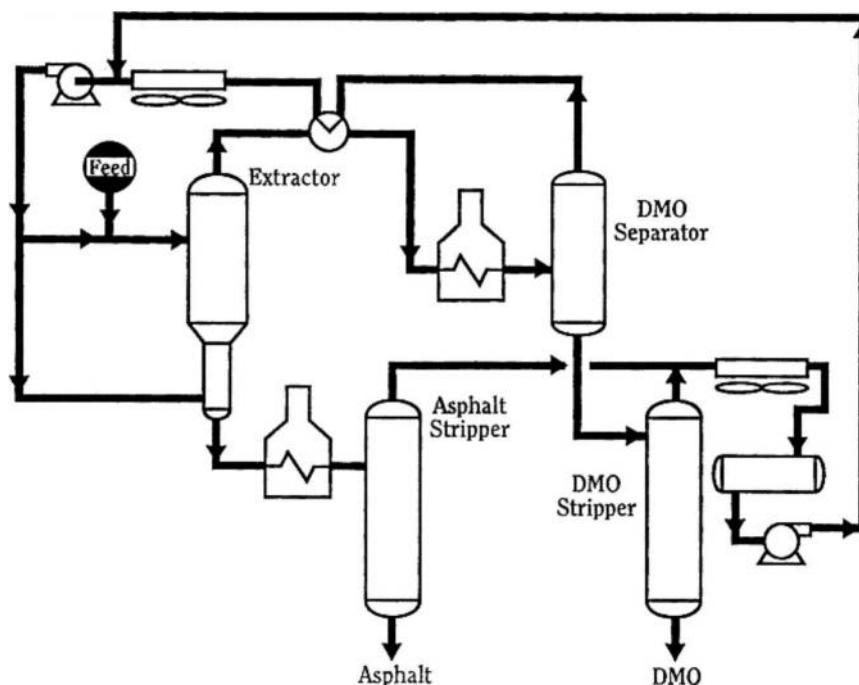 Feed
Extractor
DMO
Separator
Asphalt
Stripper
DMO
Stripper
Asphalt
DMO